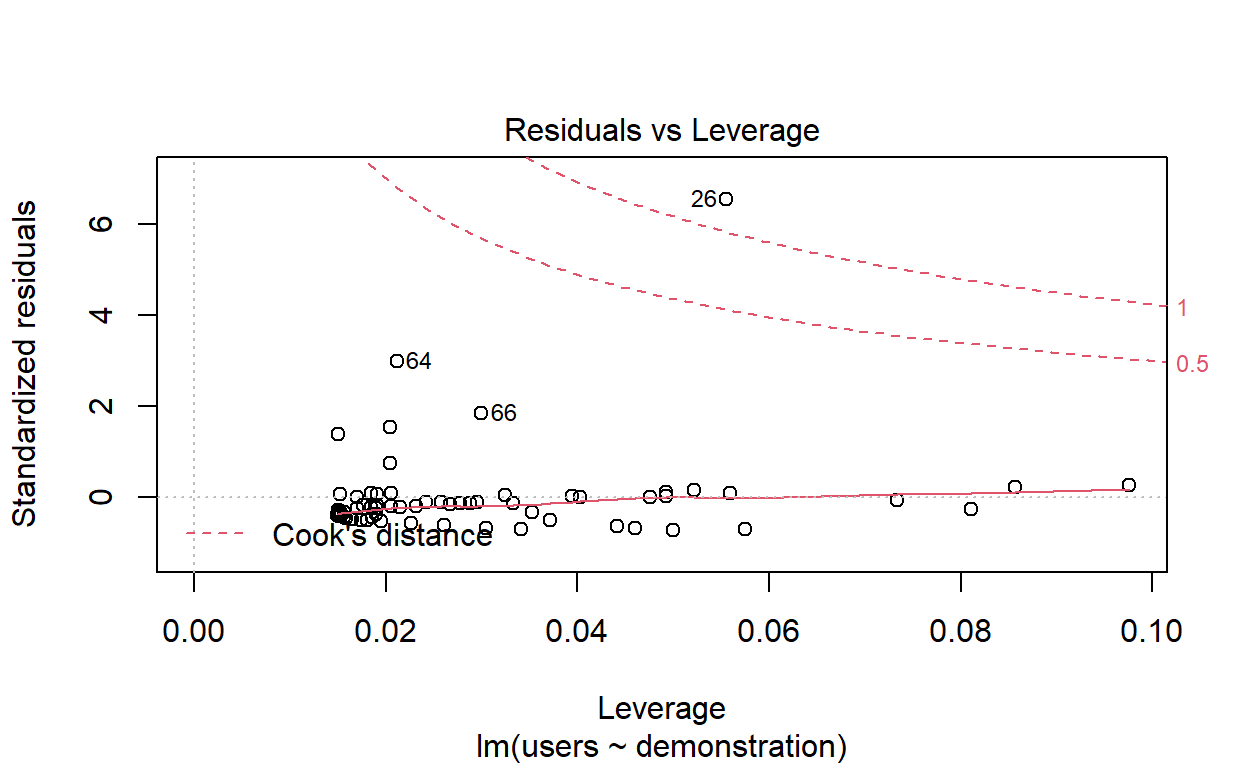 Residuals vs Leverage
Standardized residuals
6
4
2
0
26
64
66
1
0.5
Cook's distance
0.00 0.02 0.04 0.06 0.08 0.10
Leverage
lm(users ~ demonstration)